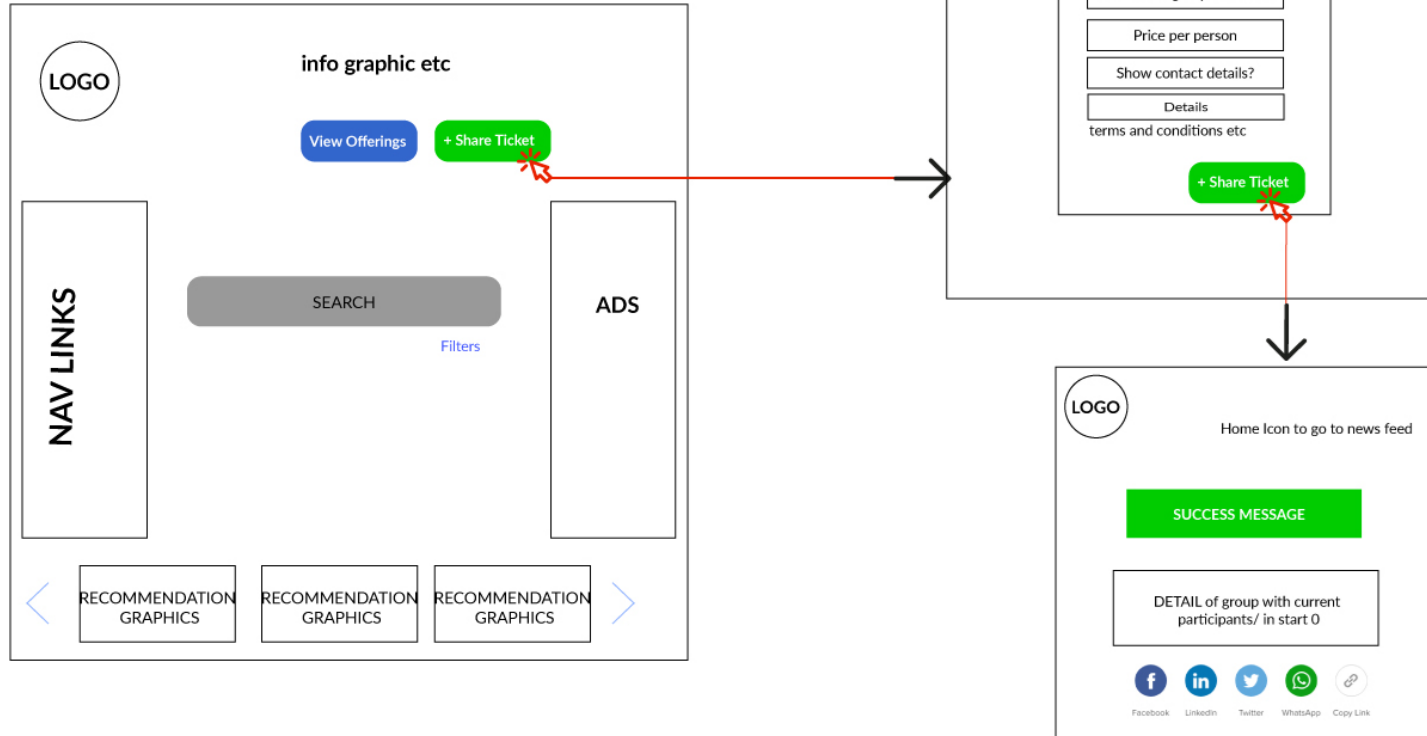 LOGO
info graphic etc
View Offerings
+ Share Ticket
NAV LINKS
SEARCH
Filters
ADS
RECOMMENDATION
GRAPHICS
RECOMMENDATION
GRAPHICS
RECOMMENDATION
GRAPHICS
Price per person
Show contact details?
Details
terms and conditions etc
+ Share Ticket
LOGO
Home Icon to go to news feed
SUCCESS MESSAGE
DETAIL of group with current
participants/ in start 0
Facebook
LinkedIn
Twitter
WhatsApp
Copy Link